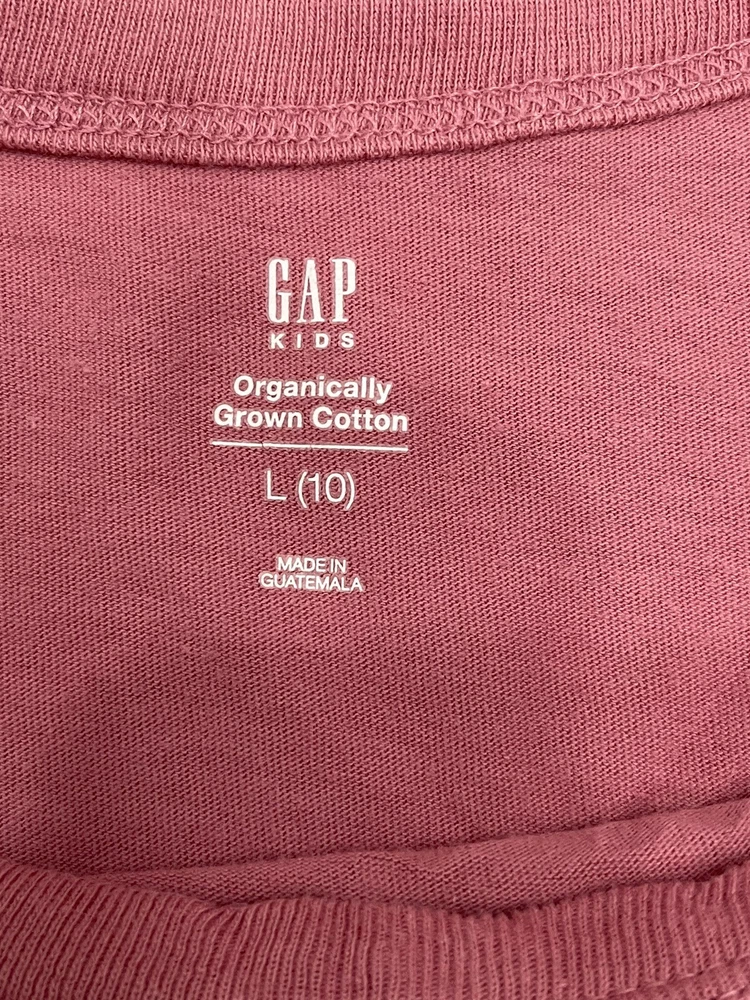 GAP
KIDS
Organically
Grown Cotton
L (10)
MADE IN
GUATEMALA